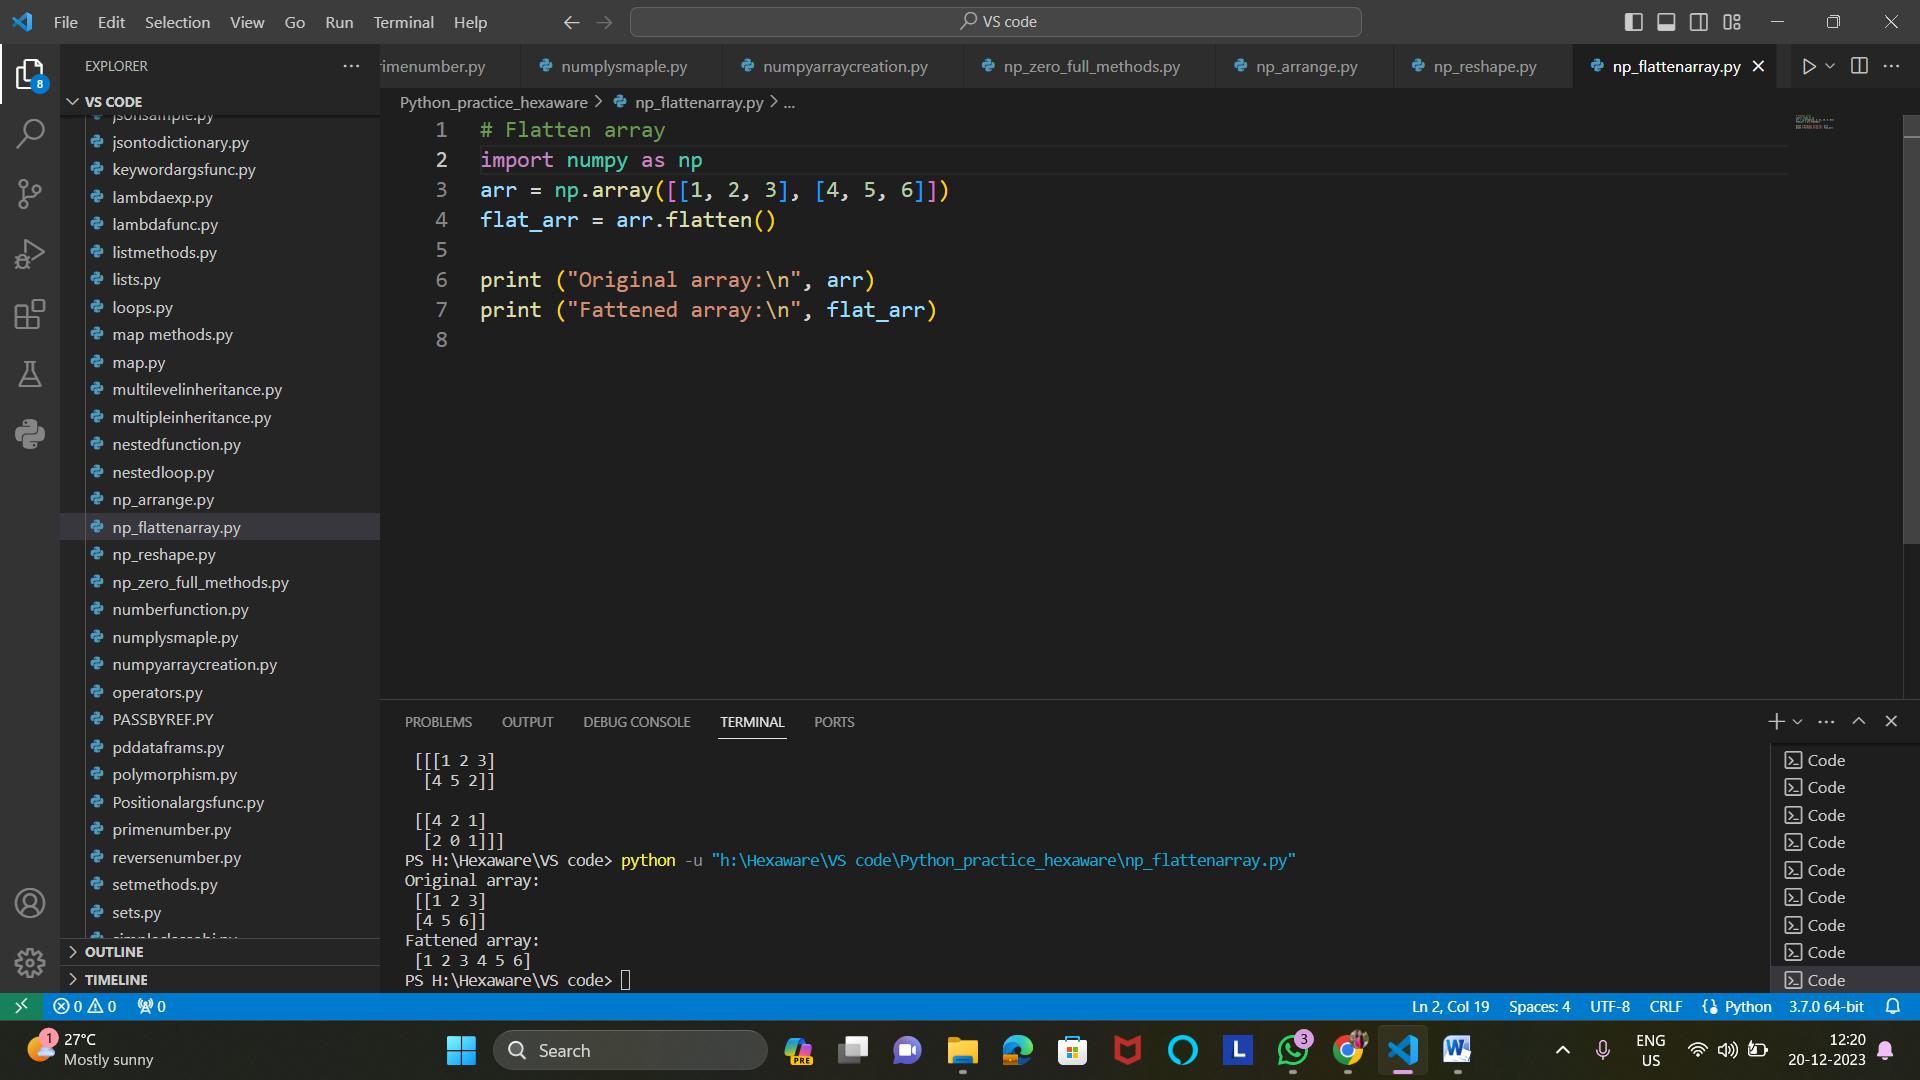 File Edit Selection View Go Run Terminal Help
VS code
EXPLORER
VS CODE
jsonsample.py
jsontodictionary.py
keywordargsfunc.py
lambdaexp.py
lambdafunc.py
listmethods.py
lists.py
loops.py
map methods.py
map.py
multilevelinheritance.py
multipleinheritance.py
nestedfunction.py
nestedloop.py
np_arrange.py
np_flattenarray.py
np_reshape.py
np_zero_full_methods.py
numberfunction.py
numplysmaple.py
numpyarraycreation.py
operators.py
PASSBYREF.PY
pddataframs.py
polymorphism.py
Positionalargsfunc.py
primenumber.py
reversenumber.py
setmethods.py
sets.py
OUTLINE
TIMELINE
8
rimenumber.py numplysmaple.py numpyarraycreation.py np_zero_full_methods.py np_arrange.py np_reshape.py np_flattenarray.py
Python_practice_hexaware > np_flattenarray.py > ...
1 # Flatten array
2 import numpy as np
3 arr = np.array([[1, 2, 3], [4, 5, 6]])
4 flat_arr = arr.flatten()
5
6 print ("Original array:\n", arr)
7 print ("Fattened array:\n", flat_arr)
8
PROBLEMS OUTPUT DEBUG CONSOLE TERMINAL PORTS
[[[1 2 3]
[4 5 2]]
[[4 2 1]
[2 0 1]]]
PS H:\Hexaware\VS code> python -u "h:\Hexaware\VS code\Python_practice_hexaware\np_flattenarray.py"
Original array:
[[1 2 3]
[4 5 6]]
Fattened array:
[1 2 3 4 5 6]
PS H:\Hexaware\VS code>
Code
Code
Code
Code
Code
Code
Code
Code
Code
0 0 0
Ln 2, Col 19 Spaces: 4 UTF-8 CRLF Python 3.7.0 64-bit
1
27°C
Mostly sunny
Search
PRE
L
3
W
ENG
US
12:20
20-12-2023